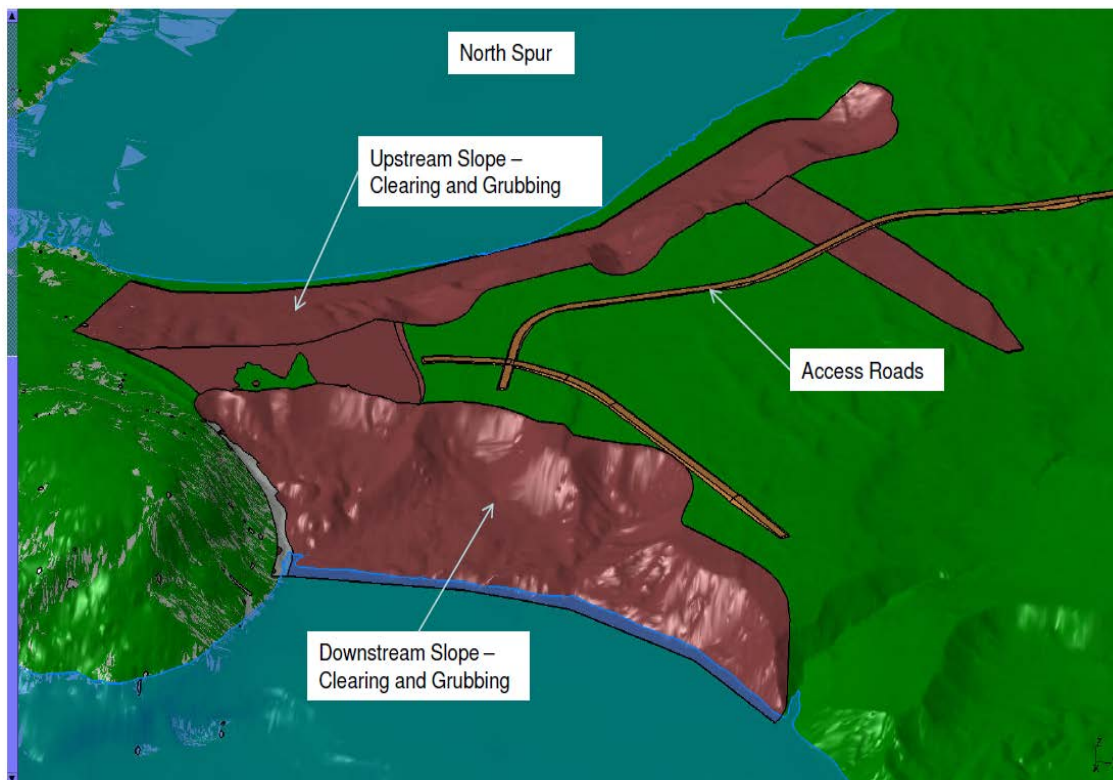 North Spur
Upstream Slope –
Clearing and Grubbing
Access Roads
Downstream Slope –
Clearing and Grubbing